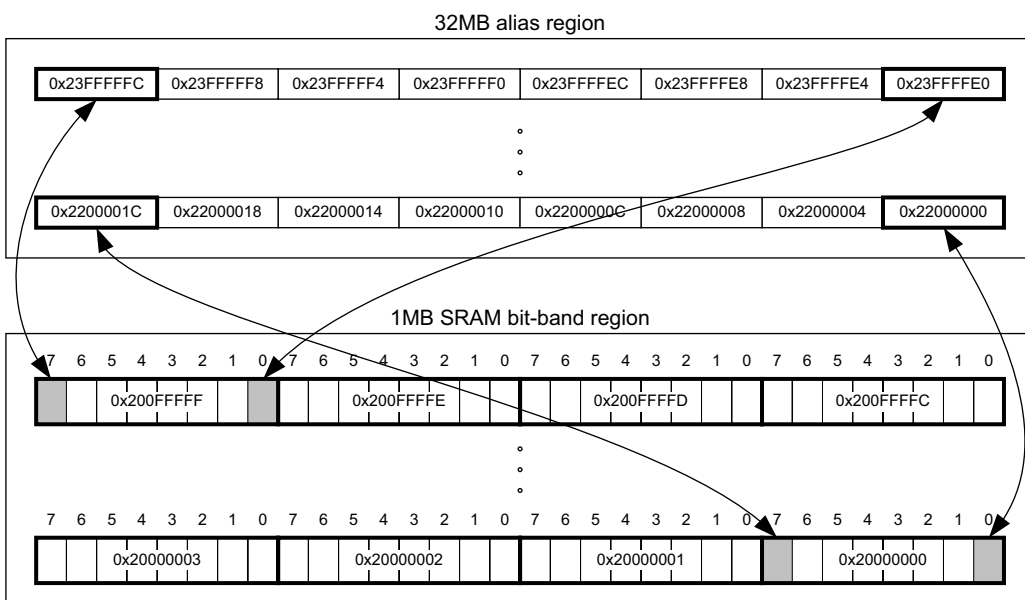 32MB alias region
0x23FFFFFC 0x23FFFFF8 0x23FFFFF4 0x23FFFFF0 0x23FFFFEC 0x23FFFFE8 0x23FFFFE4 0x23FFFFE0
0x2200001C 0x22000018 0x22000014 0x22000010 0x2200000C 0x22000008 0x22000004 0x22000000
1MB SRAM bit-band region
7 6 5 4 3 2 1 0 7 6 5 4 3 2 1 0 7 6 5 4 3 2 1 0 7 6 5 4 3 2 1 0
0x200FFFFF 0x200FFFFE 0x200FFFFD 0x200FFFFC
7 6 5 4 3 2 1 0 7 6 5 4 3 2 1 0 7 6 5 4 3 2 1 0 7 6 5 4 3 2 1 0
0x20000003 0x20000002 0x20000001 0x20000000